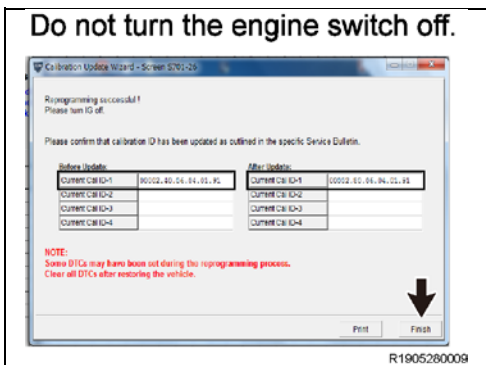 Do not turn the engine switch off.
Calibration Update Wizard - Screen S701-26
Reprogramming successful!
Please turn IG off.
Please confirm that calibration ID has been updated as outlined in the specific Service Bulletin.
Before Update: After Update:
Current Cal ID-1 Current Cal ID-1
Current Cal ID-2 Current Cal ID-2
Current Cal ID-3 Current Cal ID-3
Current Cal ID-4 Current Cal ID-4
NOTE:
Some DTCs may have been set during the reprogramming process.
Clear all DTCs after restoring the vehicle.
Print Finish
R1905280009